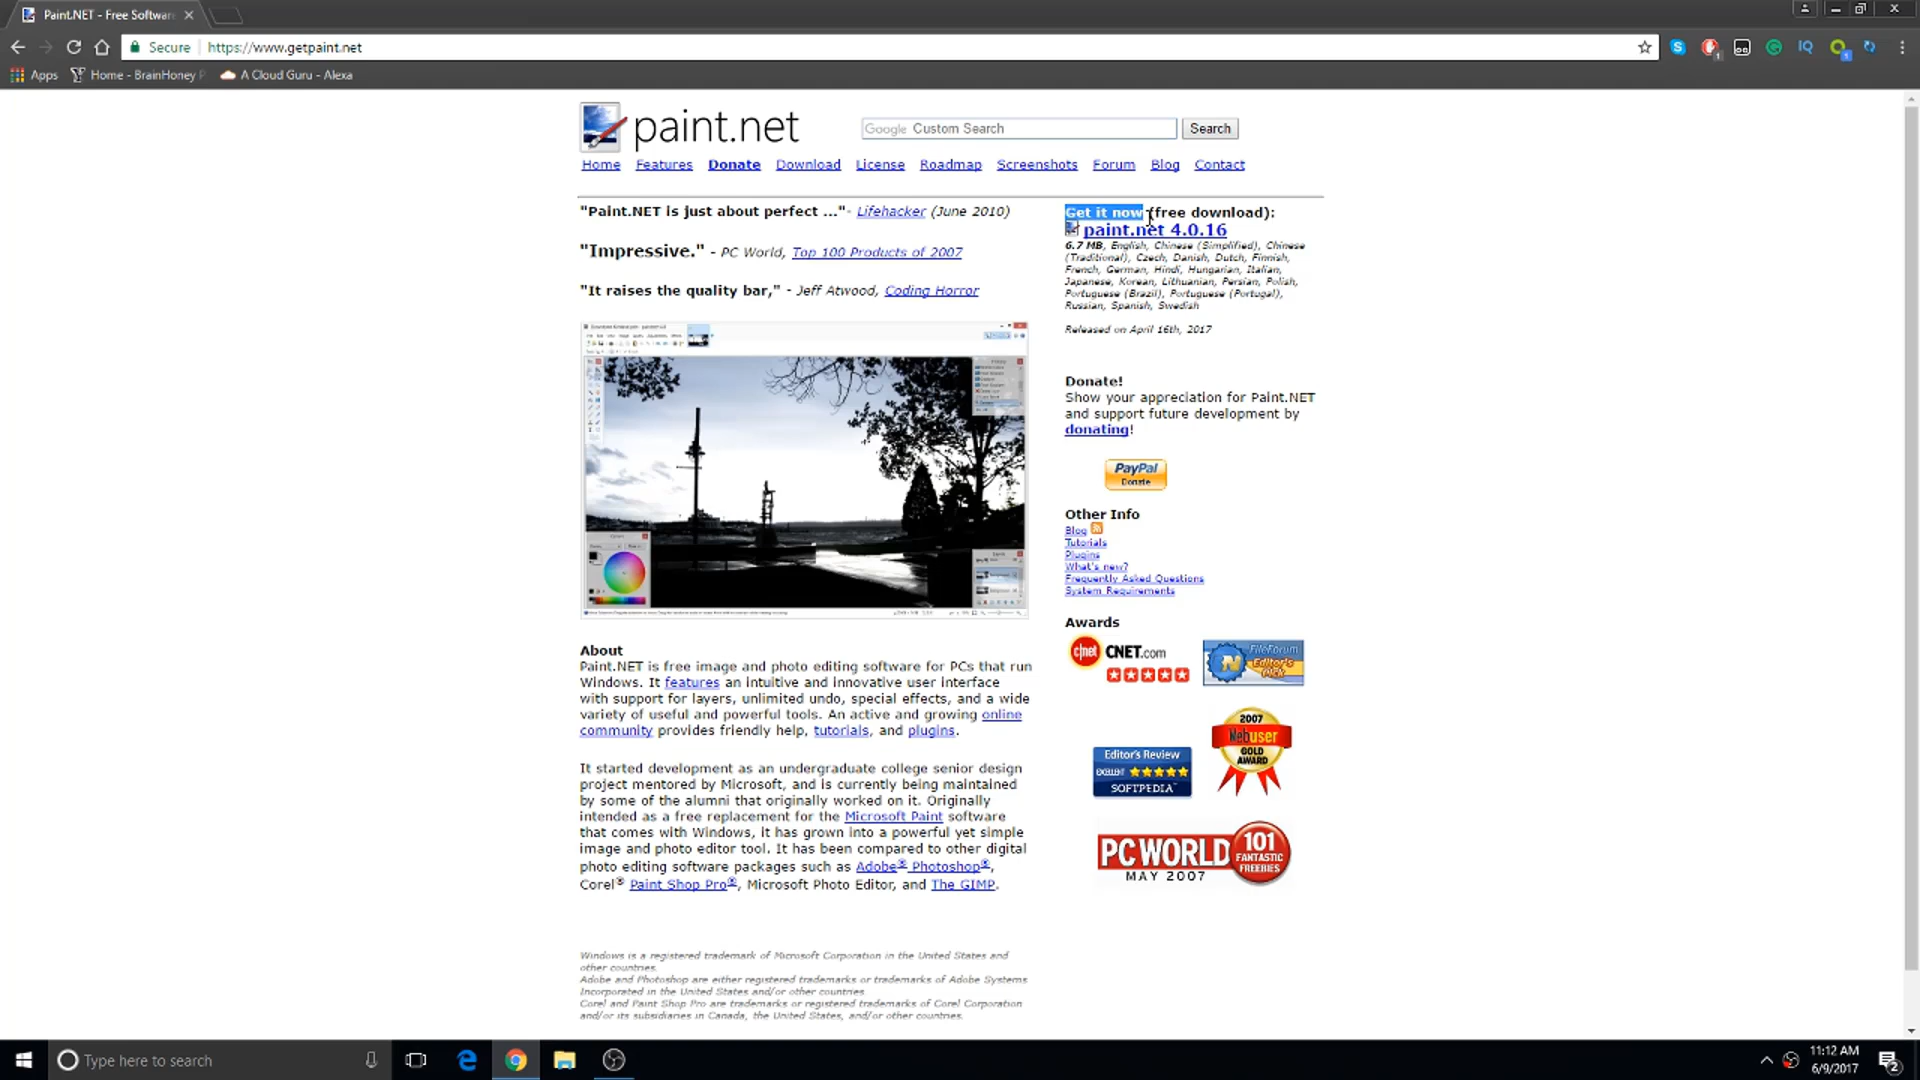 Paint.NET - Free Software
Secure
https://www.getpaint.net
Apps
Home - BrainHoney
A Cloud Guru - Alexa
paint.net
Google Custom Search
Search
Home Features Donate Download License Roadmap Screenshots Forum Blog Contact
"Paint.NET is just about perfect ..."- Lifehacker (June 2010)
"Impressive." - PC World, Top 100 Products of 2007
"It raises the quality bar," - Jeff Atwood, Coding Horror
About
Paint.NET is free image and photo editing software for PCs that run
Windows. It features an intuitive and innovative user interface
with support for layers, unlimited undo, special effects, and a wide
variety of useful and powerful tools. An active and growing online
community provides friendly help, tutorials, and plugins.
It started development as an undergraduate college senior design
project mentored by Microsoft, and is currently being maintained
by some of the alumni that originally worked on it. Originally
intended as a free replacement for the Microsoft Paint software
that comes with Windows, it has grown into a powerful yet simple
image and photo editor tool. It has been compared to other digital
photo editing software packages such as Adobe® Photoshop®,
Corel® Paint Shop Pro®, Microsoft Photo Editor, and The GIMP.
Windows is a registered trademark of Microsoft Corporation in the United States and
other countries.
Adobe and Photoshop are either registered trademarks or trademarks of Adobe Systems
Incorporated in the United States and/or other countries.
Corel and Paint Shop Pro are trademarks or registered trademarks of Corel Corporation
and/or its subsidiaries in Canada, the United States, and/or other countries.
Get it now (free download):
paint.net 4.0.16
6.7 MB, English, Chinese (Simplified), Chinese
(Traditional), Czech, Danish, Dutch, Finnish,
French, German, Hindi, Hungarian, Italian,
Japanese, Korean, Lithuanian, Persian, Polish,
Portuguese (Brazil), Portuguese (Portugal),
Russian, Spanish, Swedish
Released on April 16th, 2017
Donate!
Show your appreciation for Paint.NET
and support future development by
donating!
PayPal
Donate
Other Info
Blog
Tutorials
Plugins
What's new?
Frequently Asked Questions
System Requirements
Awards
c|net CNET.com
FileForum
Editor's
Pick
Editor's Review
EXCELLENT
SOFTPEDIA
2007
Webuser
GOLD
AWARD
PC WORLD
MAY 2007
101
FANTASTIC
FREEBIES
Type here to search
11:12 AM
6/9/2017
2